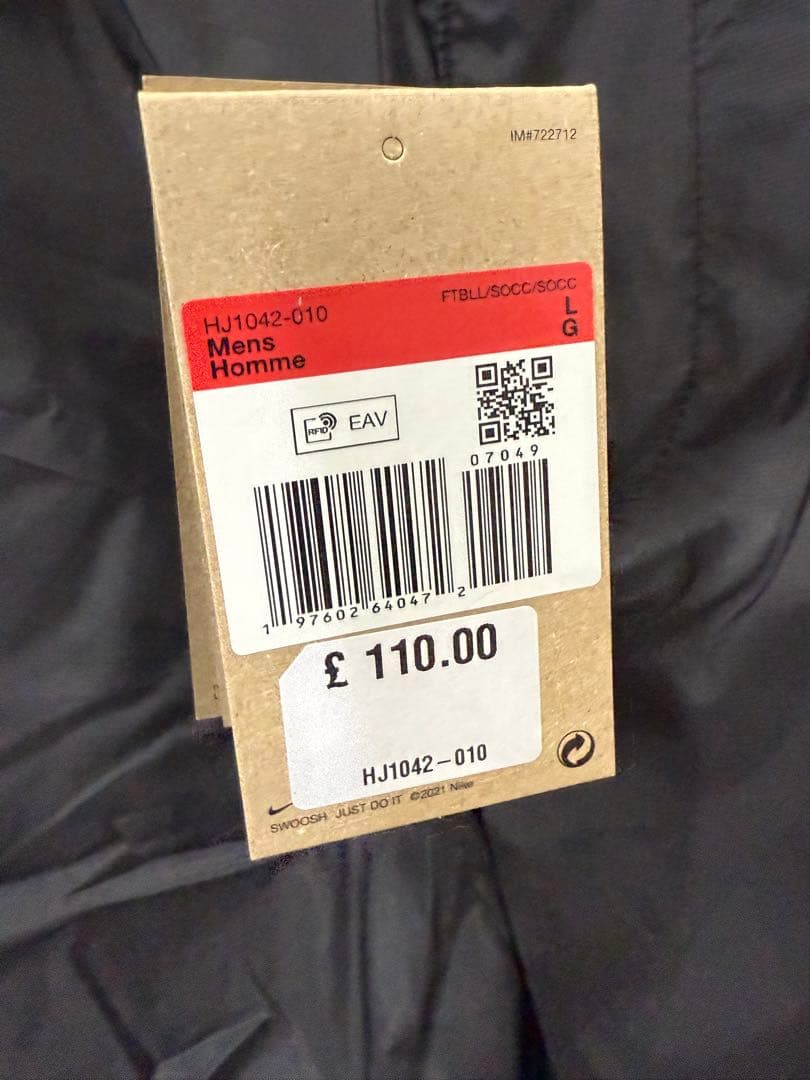 IM#722712
FTBLL/SOCC/SOCC
HJ1042-010
L
Mens
G
Homme
RFID EAV
07049
1 97602 64047 2
£ 110.00
HJ1042-010
SWOOSH JUST DO IT ©2021 Nike